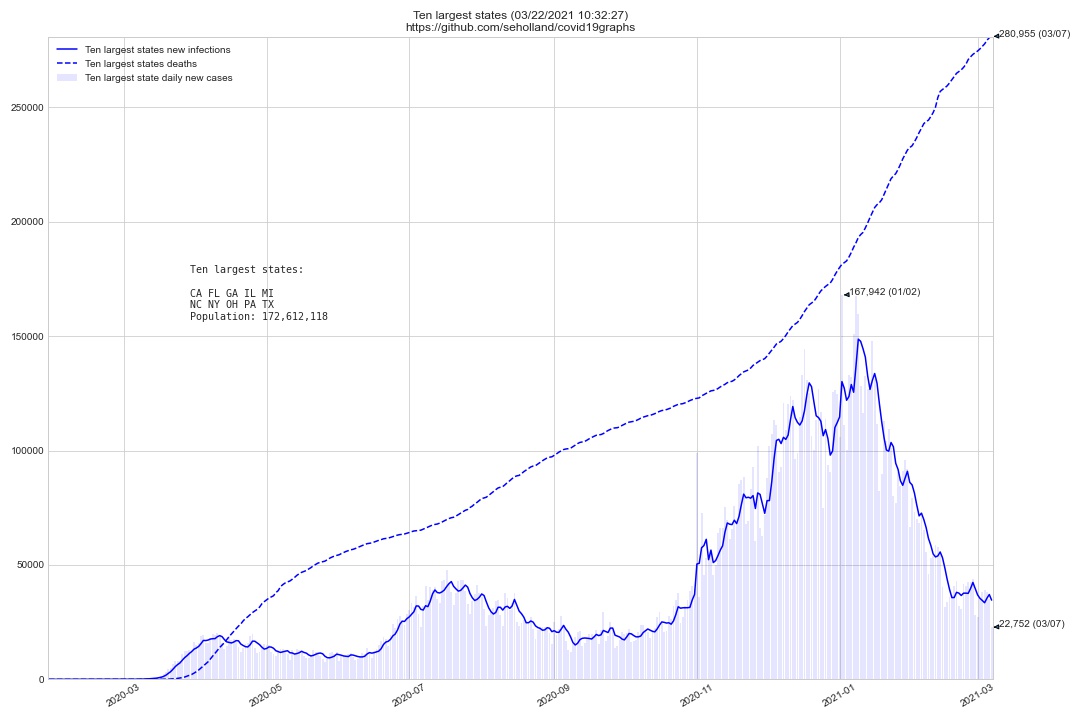 Ten largest states (03/22/2021 10:32:27)
https://github.com/seholland/covid19graphs
280,955 (03/07)
Ten largest states new infections
Ten largest states deaths
Ten largest state daily new cases
250000
200000
Ten largest states:
CA FL GA IL MI
NC NY OH PA TX
Population: 172,612,118
167,942 (01/02)
150000
100000
50000
22,752 (03/07)
0
2020-03
2020-05
2020-07
2020-09
2020-11
2021-01
2021-03